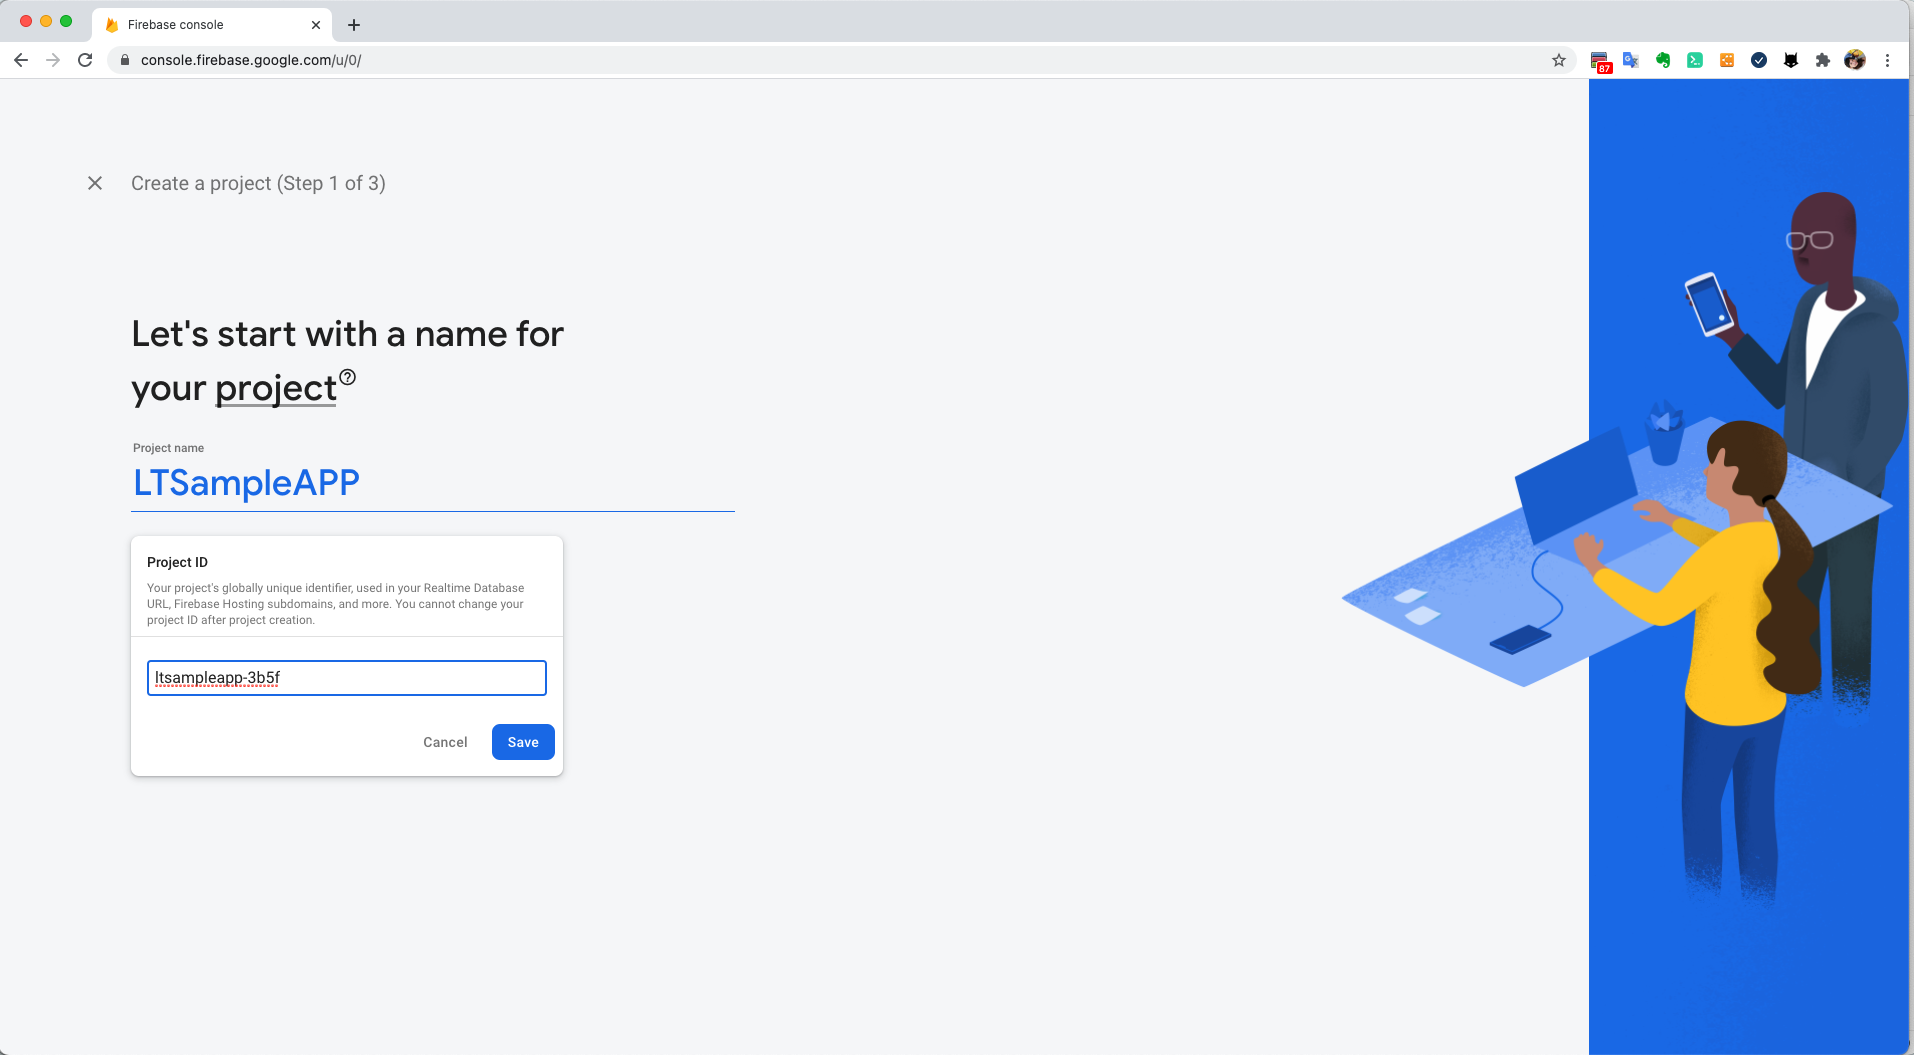 Firebase console
console.firebase.google.com/u/0/
87
Create a project (Step 1 of 3)
Let's start with a name for
your project
Project name
LTSampleAPP
Project ID
Your project's globally unique identifier, used in your Realtime Database
URL, Firebase Hosting subdomains, and more. You cannot change your
project ID after project creation.
ltsampleapp-3b5f
Cancel
Save